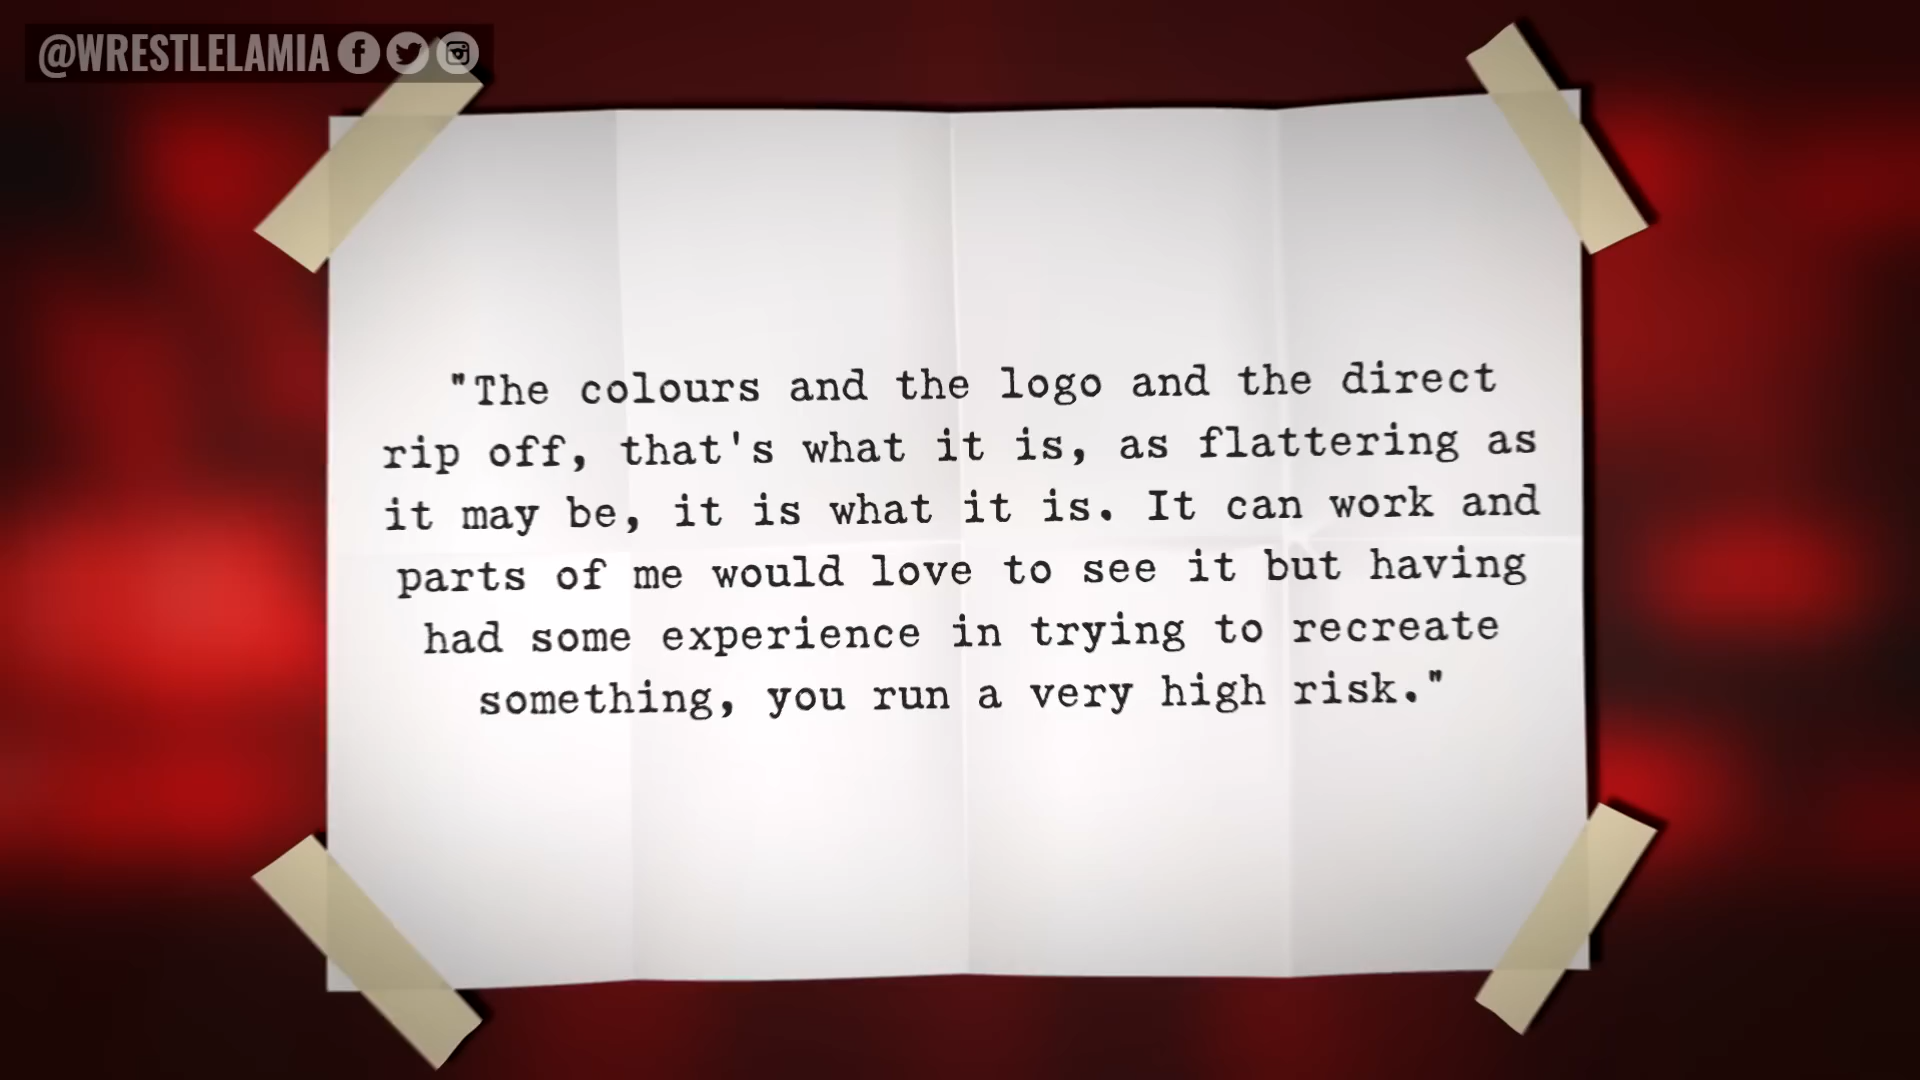 @WRESTLELAMIA
"The colours and the logo and the direct
rip off, that's what it is, as flattering as
it may be, it is what it is. It can work and
parts of me would love to see it but having
had some experience in trying to recreate
something, you run a very high risk."